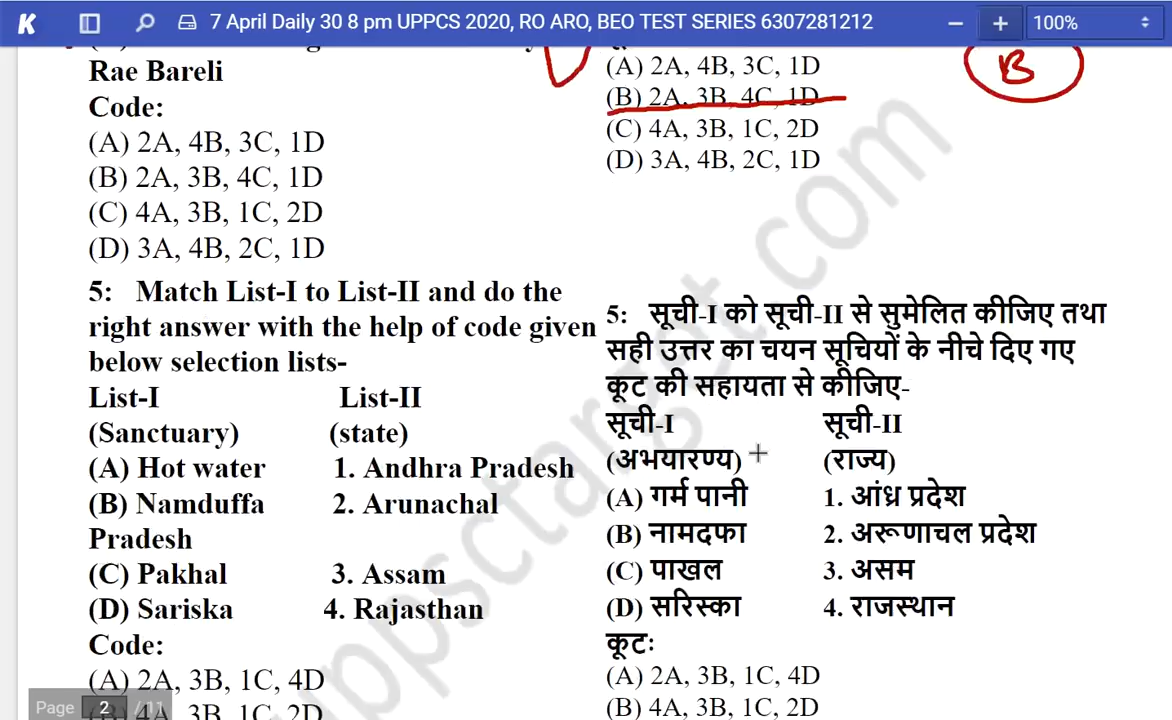 K 7 April Daily 30 8 pm UPPCS 2020, RO ARO, BEO TEST SERIES 6307281212 100%
Rae Bareli
Code:
(A) 2A, 4B, 3C, 1D
(B) 2A, 3B, 4C, 1D
(C) 4A, 3B, 1C, 2D
(D) 3A, 4B, 2C, 1D
5: Match List-I to List-II and do the
right answer with the help of code given
below selection lists-
List-I List-II
(Sanctuary) (state)
(A) Hot water 1. Andhra Pradesh
(B) Namduffa 2. Arunachal
Pradesh
(C) Pakhal 3. Assam
(D) Sariska 4. Rajasthan
Code:
(A) 2A, 3B, 1C, 4D
(B) 4A, 3B, 1C, 2D
Page 2 / 11
(A) 2A, 4B, 3C, 1D
(B) 2A, 3B, 4C, 1D
(C) 4A, 3B, 1C, 2D
(D) 3A, 4B, 2C, 1D
B
5: सूची-I को सूची-II से सुमेलित कीजिए तथा
सही उत्तर का चयन सूचियों के नीचे दिए गए
कूट की सहायता से कीजिए-
सूची-I सूची-II
(अभयारण्य) (राज्य)
(A) गर्म पानी 1. आंध्र प्रदेश
(B) नामदफा 2. अरूणाचल प्रदेश
(C) पाखल 3. असम
(D) सरिस्का 4. राजस्थान
कूटः
(A) 2A, 3B, 1C, 4D
(B) 4A, 3B, 1C, 2D
uppsctarget.com